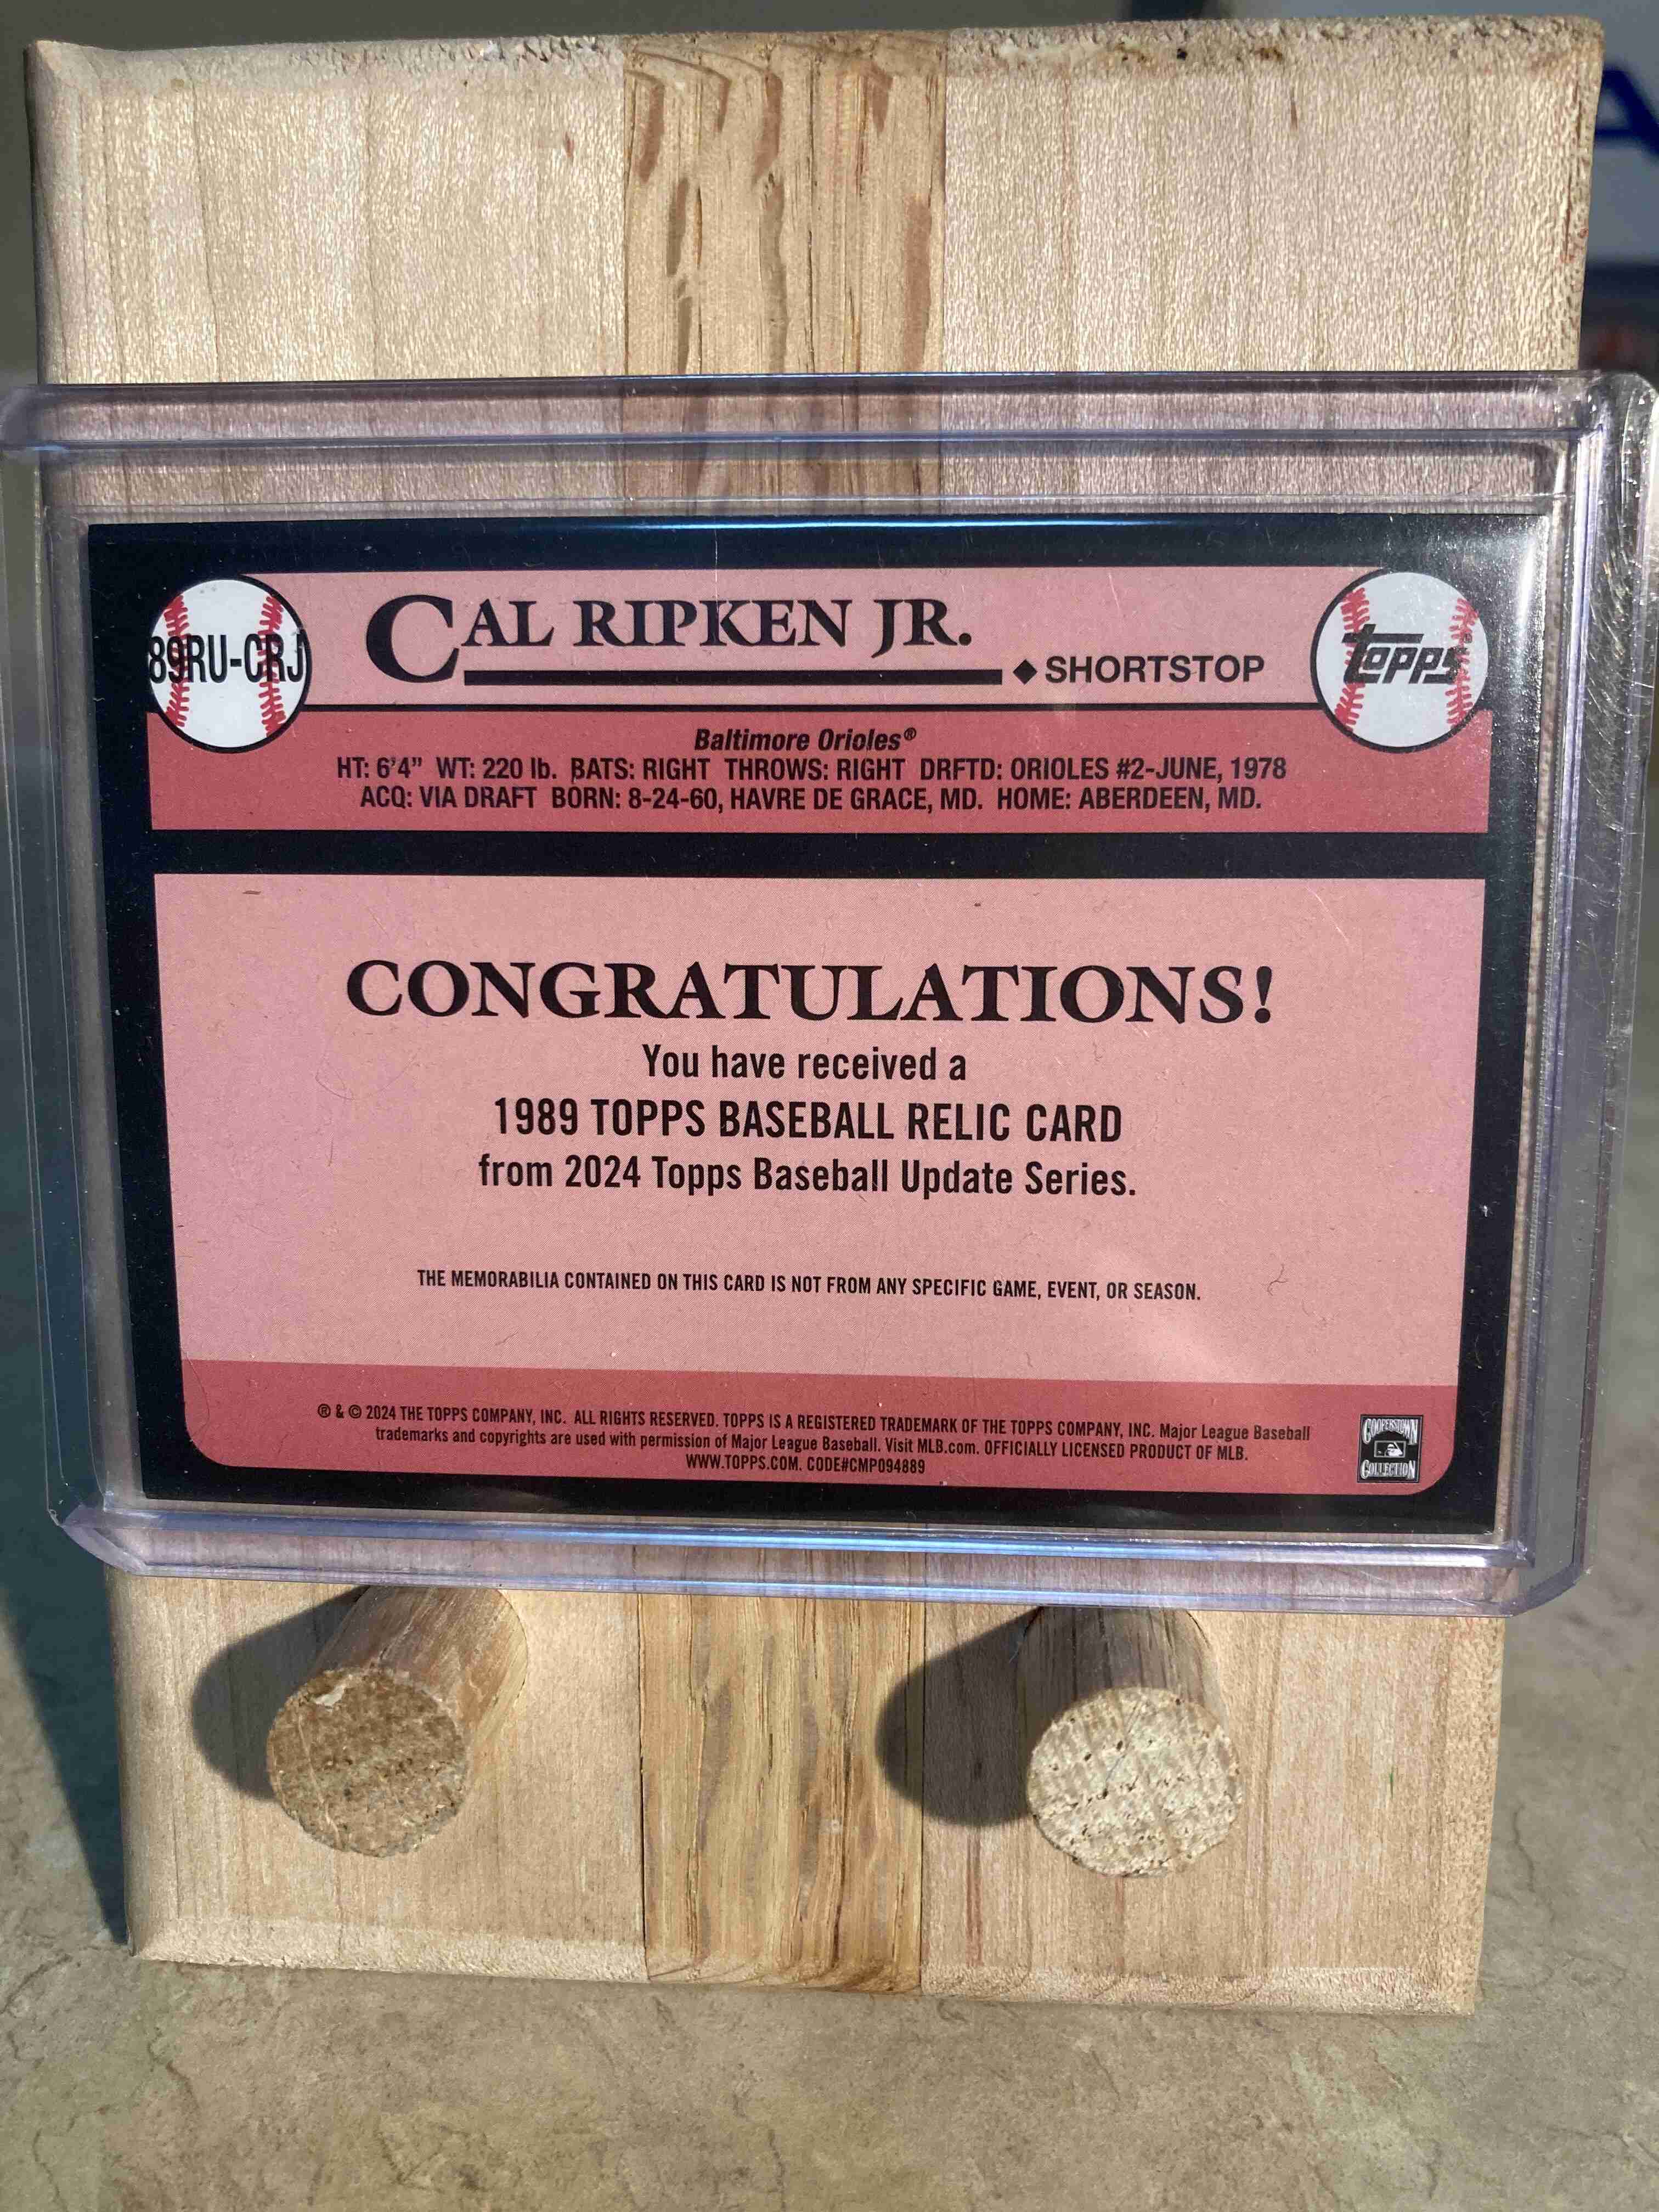 89RU-CRJ
CAL RIPKEN JR.
◆ SHORTSTOP
topps®
Baltimore Orioles®
HT: 6'4" WT: 220 lb. BATS: RIGHT THROWS: RIGHT DRFTD: ORIOLES #2-JUNE, 1978
ACQ: VIA DRAFT BORN: 8-24-60, HAVRE DE GRACE, MD. HOME: ABERDEEN, MD.
CONGRATULATIONS!
You have received a
1989 TOPPS BASEBALL RELIC CARD
from 2024 Topps Baseball Update Series.
THE MEMORABILIA CONTAINED ON THIS CARD IS NOT FROM ANY SPECIFIC GAME, EVENT, OR SEASON.
® & © 2024 THE TOPPS COMPANY, INC. ALL RIGHTS RESERVED. TOPPS IS A REGISTERED TRADEMARK OF THE TOPPS COMPANY, INC. Major League Baseball
trademarks and copyrights are used with permission of Major League Baseball. Visit MLB.com. OFFICIALLY LICENSED PRODUCT OF MLB.
WWW.TOPPS.COM. CODE#CMP094889
COOPERSTOWN
COLLECTION